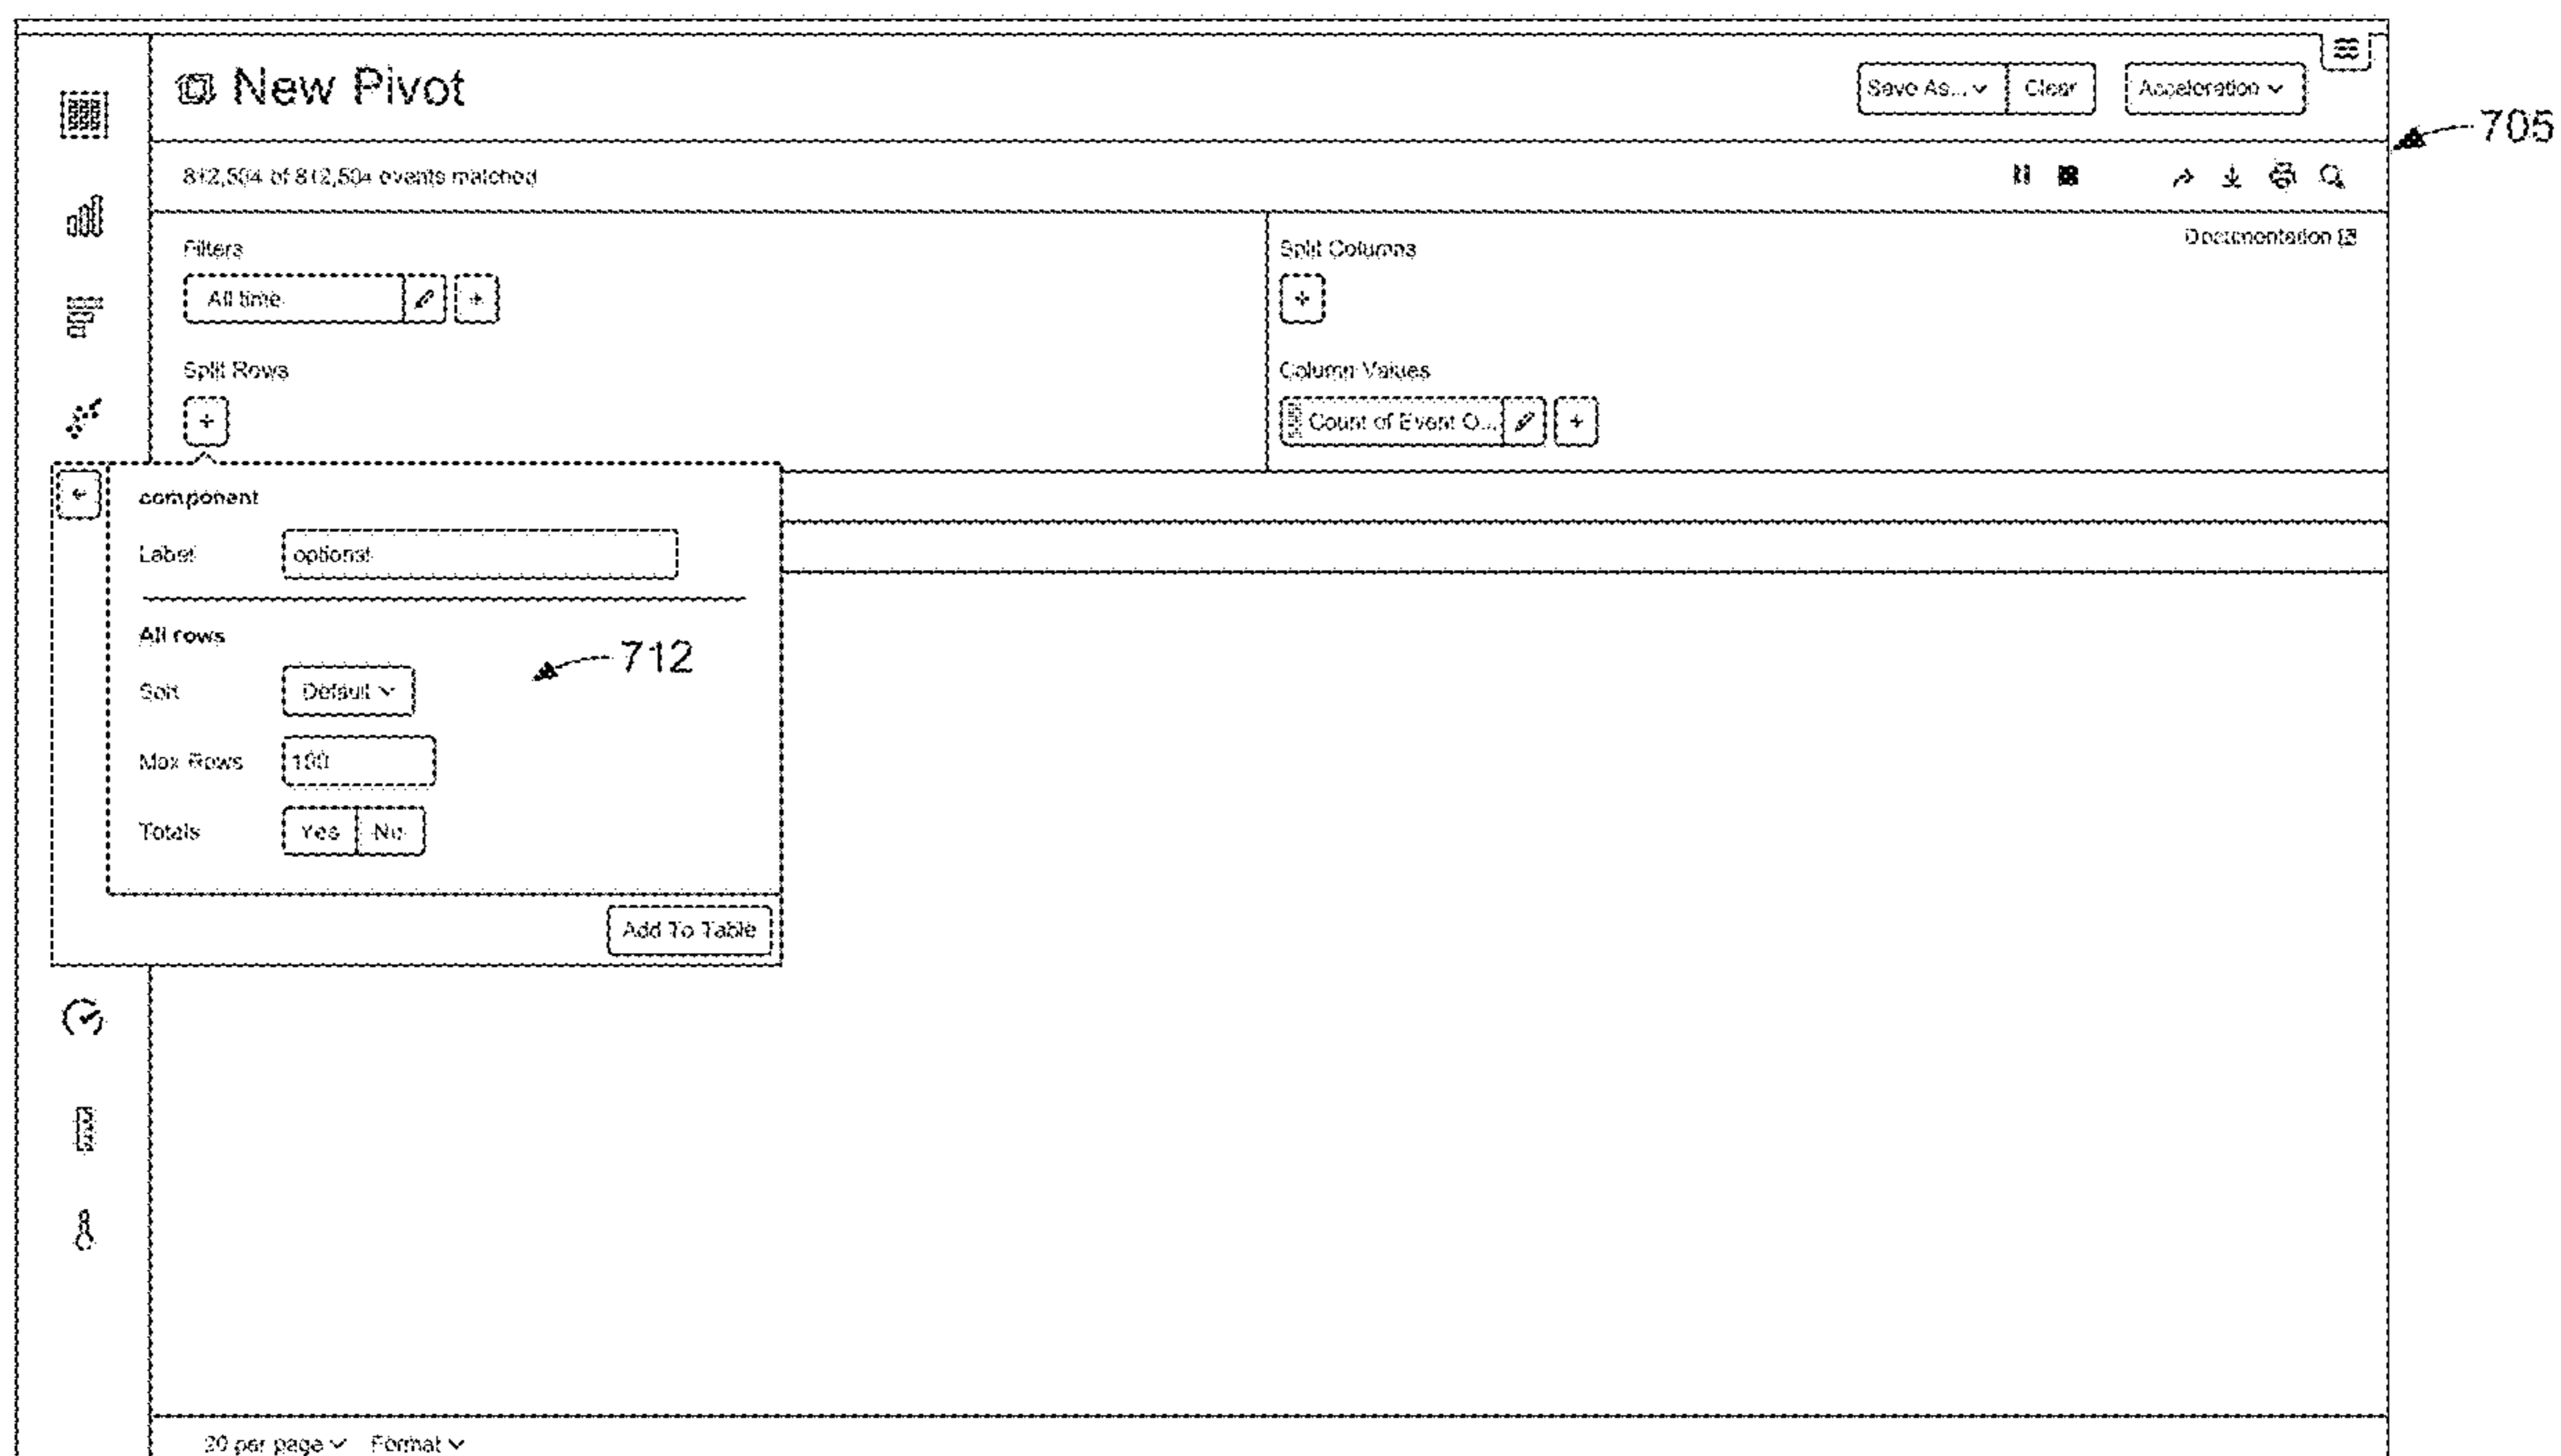 New Pivot
Save As... Clear Acceleration
705
812,504 of 812,504 events matched
Documentation
Filters
All time
Split Columns
Split Rows
Column Values
Count of Event O...
component
Label optional
All rows
712
Sort Default
Max Rows 100
Totals Yes No
Add To Table
20 per page Format